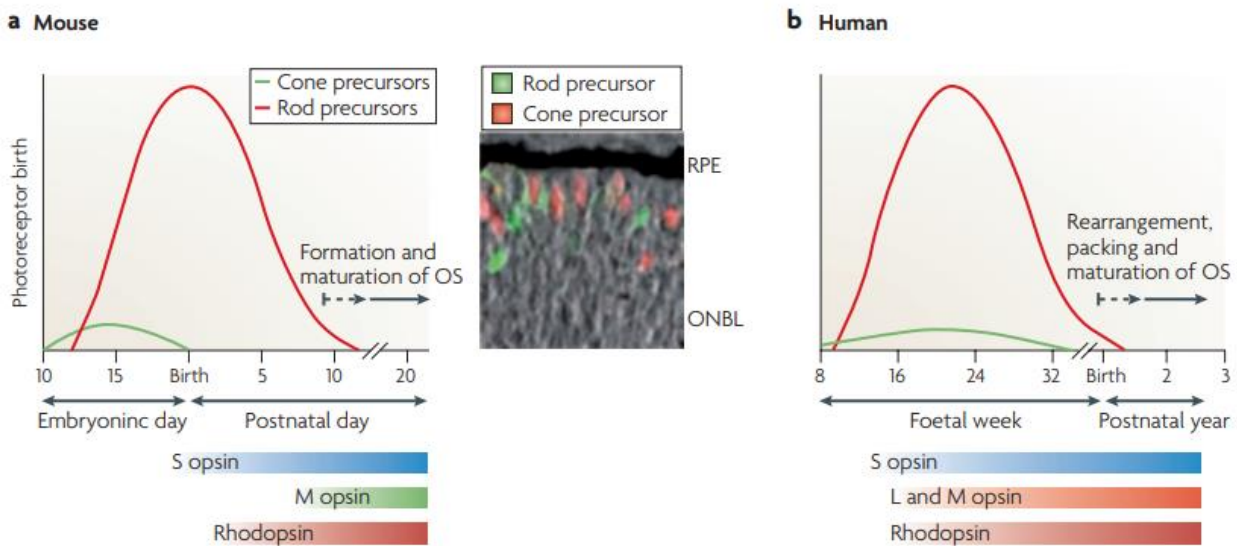 a Mouse
Cone precursors
Rod precursors
Photoreceptor birth
Formation and
maturation of OS
10 15 Birth 5 10 20
Embryoninc day Postnatal day
S opsin
M opsin
Rhodopsin
Rod precursor
Cone precursor
RPE
ONBL
b Human
Rearrangement,
packing and
maturation of OS
8 16 24 32 Birth 2 3
Foetal week Postnatal year
S opsin
L and M opsin
Rhodopsin